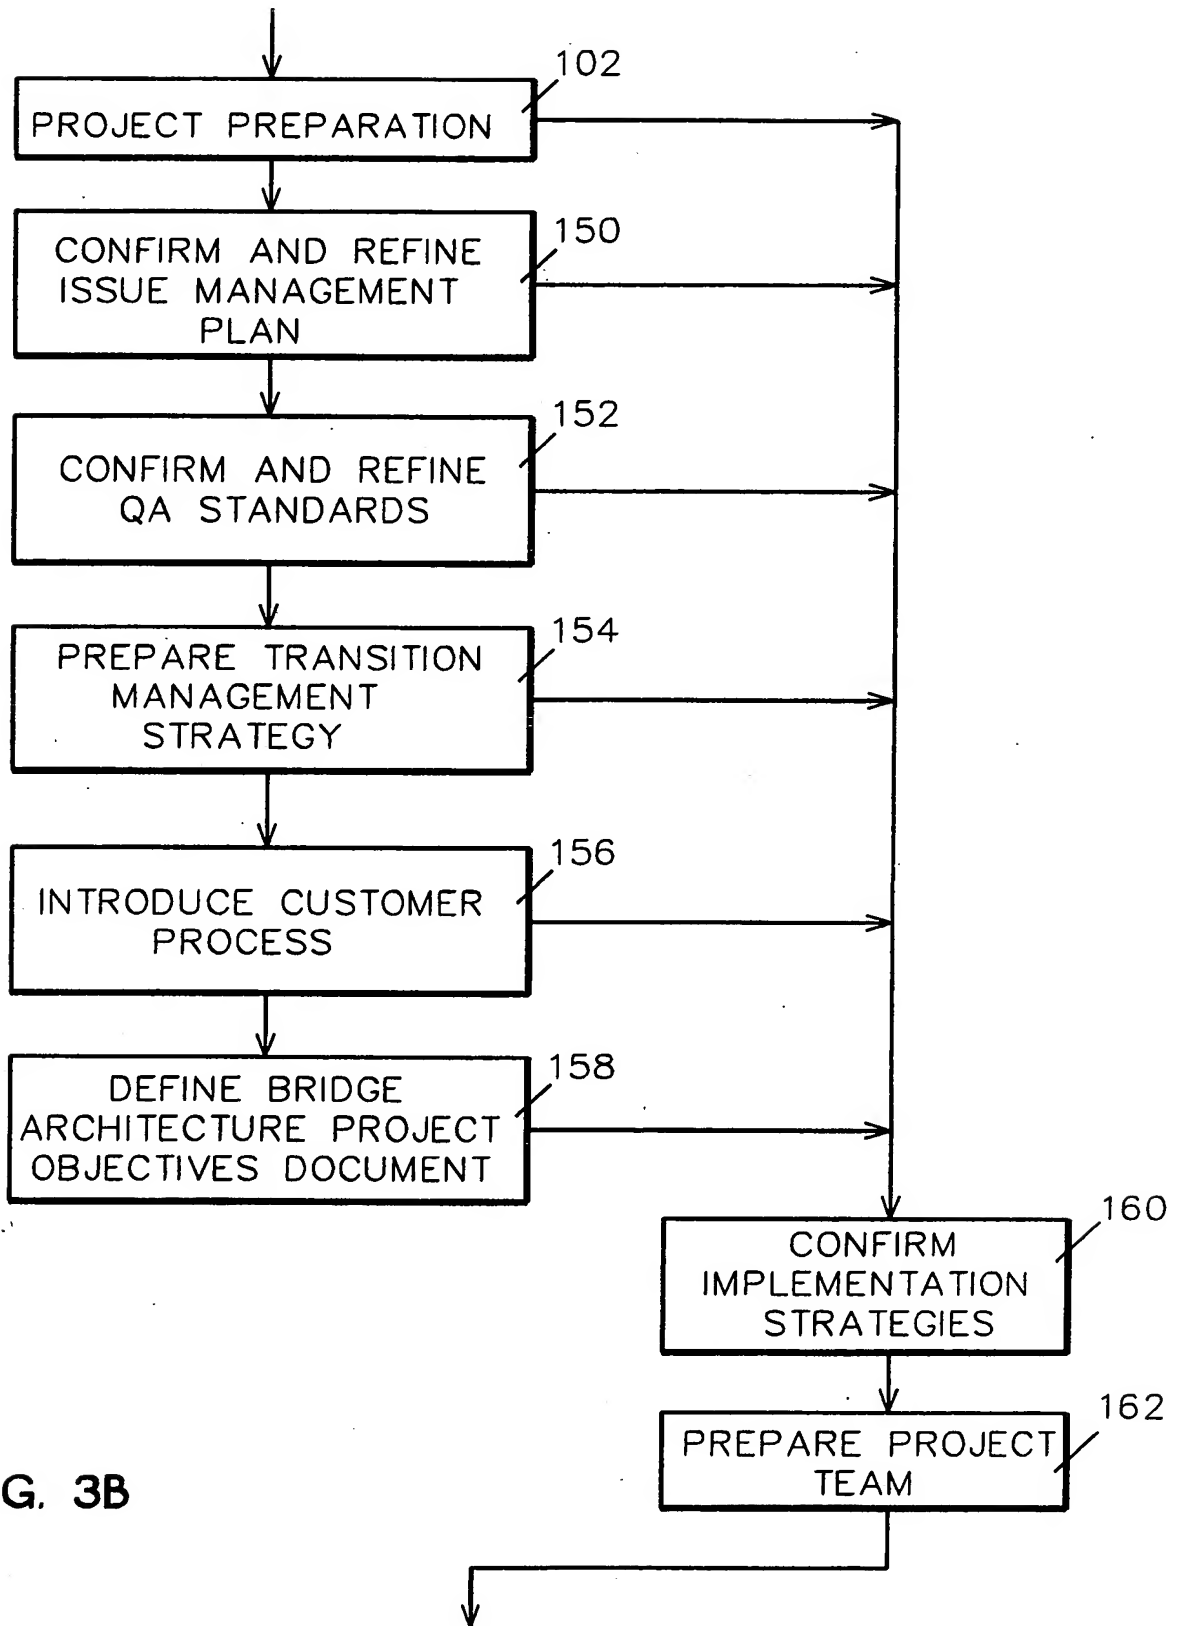 102
PROJECT PREPARATION
150
CONFIRM AND REFINE
ISSUE MANAGEMENT
PLAN
152
CONFIRM AND REFINE
QA STANDARDS
154
PREPARE TRANSITION
MANAGEMENT
STRATEGY
156
INTRODUCE CUSTOMER
PROCESS
158
DEFINE BRIDGE
ARCHITECTURE PROJECT
OBJECTIVES DOCUMENT
160
CONFIRM
IMPLEMENTATION
STRATEGIES
162
PREPARE PROJECT
TEAM
G. 3B